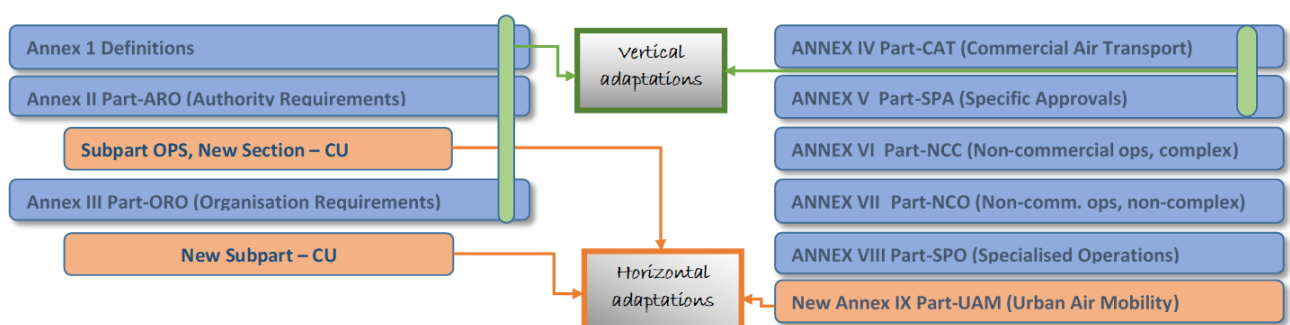 Annex 1 Definitions
Annex II Part-ARO (Authority Requirements)
Subpart OPS, New Section – CU
Annex III Part-ORO (Organisation Requirements)
New Subpart – CU
Vertical
adaptations
Horizontal
adaptations
ANNEX IV Part-CAT (Commercial Air Transport)
ANNEX V Part-SPA (Specific Approvals)
ANNEX VI Part-NCC (Non-commercial ops, complex)
ANNEX VII Part-NCO (Non-comm. ops, non-complex)
ANNEX VIII Part-SPO (Specialised Operations)
New Annex IX Part-UAM (Urban Air Mobility)